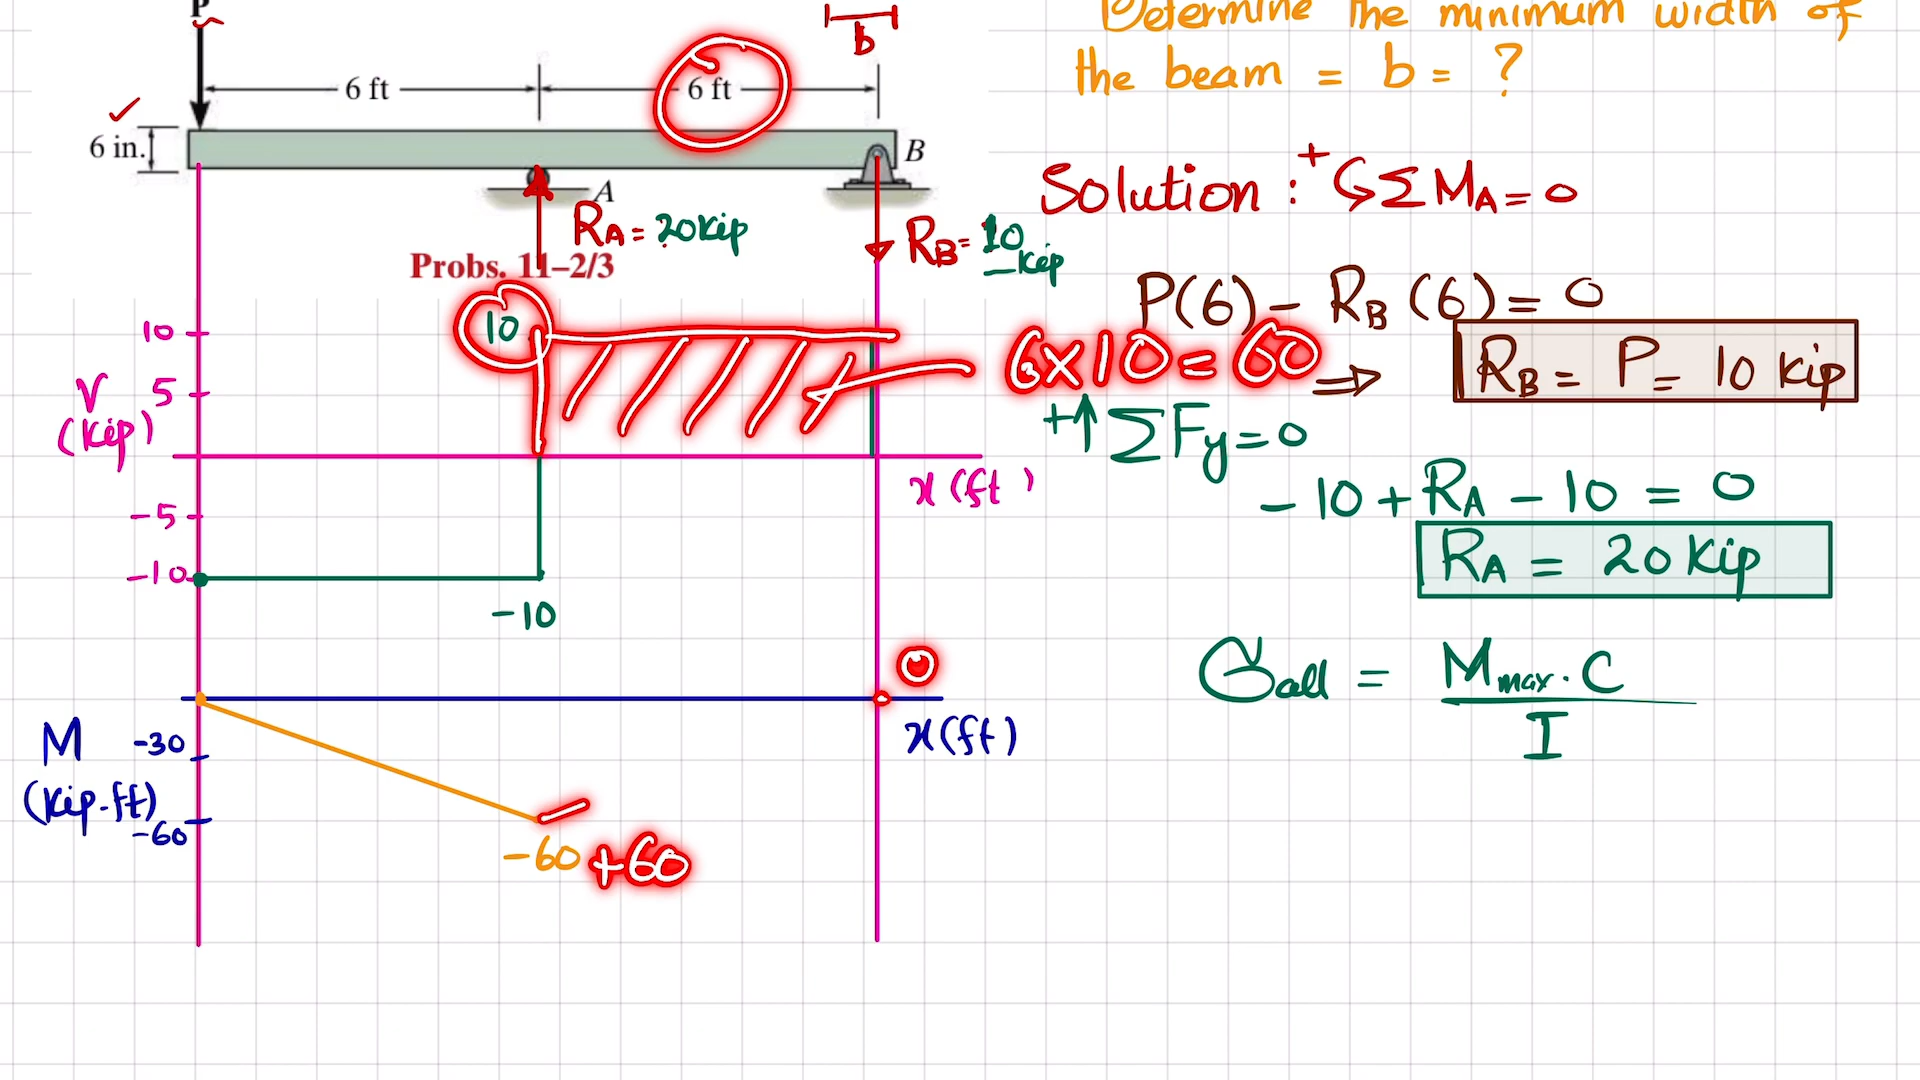 P
Determine the minimum width of
the beam = b = ?
b
6 ft
6 ft
6 in.
A
B
RA = 20 Kip
RB = 10 Kip
Probs. 11–2/3
Solution : + ↺ ΣMA = 0
P(6) - RB (6) = 0
⇒ RB = P = 10 Kip
+↑ ΣFy = 0
-10 + RA - 10 = 0
RA = 20 Kip
σall = Mmax . C / I
10
10
6x10 = 60
V
(Kip)
5
x (ft)
-5
-10
-10
0
M
(Kip-ft)
-30
x (ft)
-60
-60 +60